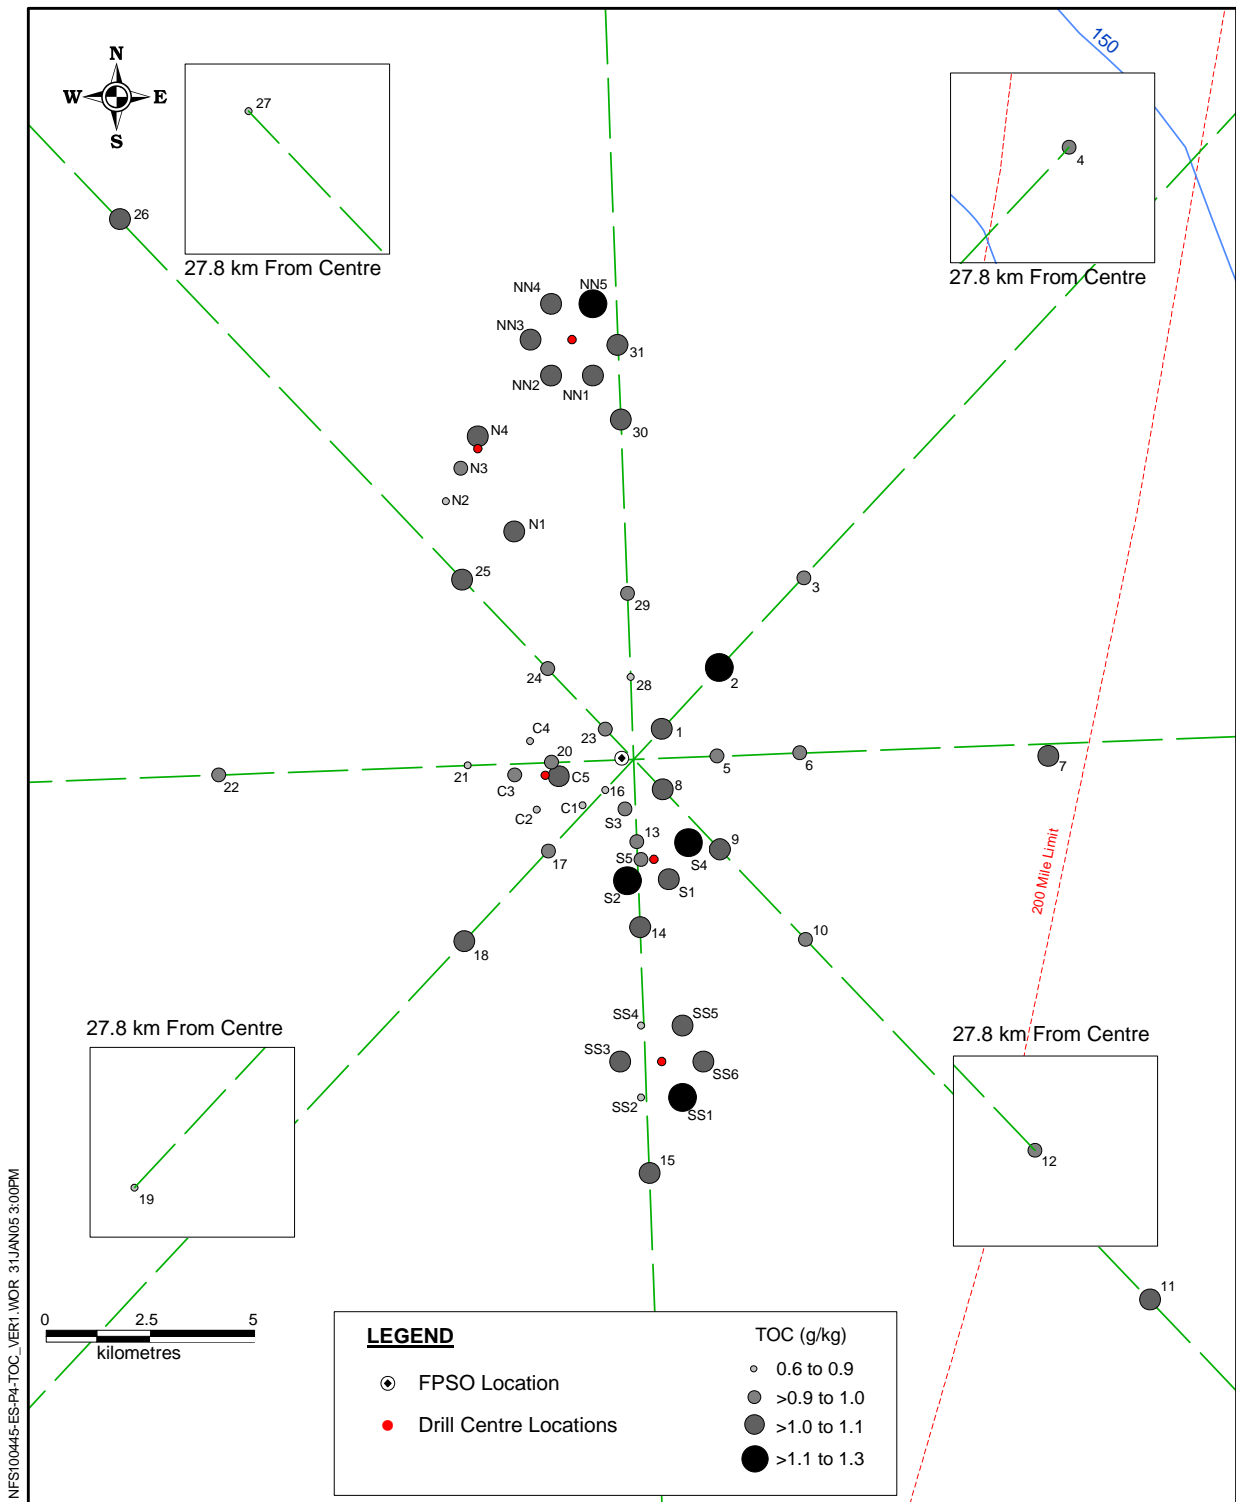 N
W E
S
27
27.8 km From Centre
150
4
27.8 km From Centre
26
NN4
NN5
NN3
31
NN2
NN1
30
N4
N3
N2
N1
25
3
29
24
2
28
23
1
C4
20
5
6
7
21
22
C3
C5
16
8
C2
C1
S3
13
S4
9
17
S5
S2
S1
14
10
18
200 Mile Limit
SS4
SS5
SS3
SS6
SS2
SS1
15
27.8 km From Centre
19
27.8 km From Centre
12
11
0 2.5 5
kilometres
LEGEND
FPSO Location
Drill Centre Locations
TOC (g/kg)
0.6 to 0.9
>0.9 to 1.0
>1.0 to 1.1
>1.1 to 1.3
NFS100445-ES-P4-TOC_VER1.WOR 31JAN05 3:00PM